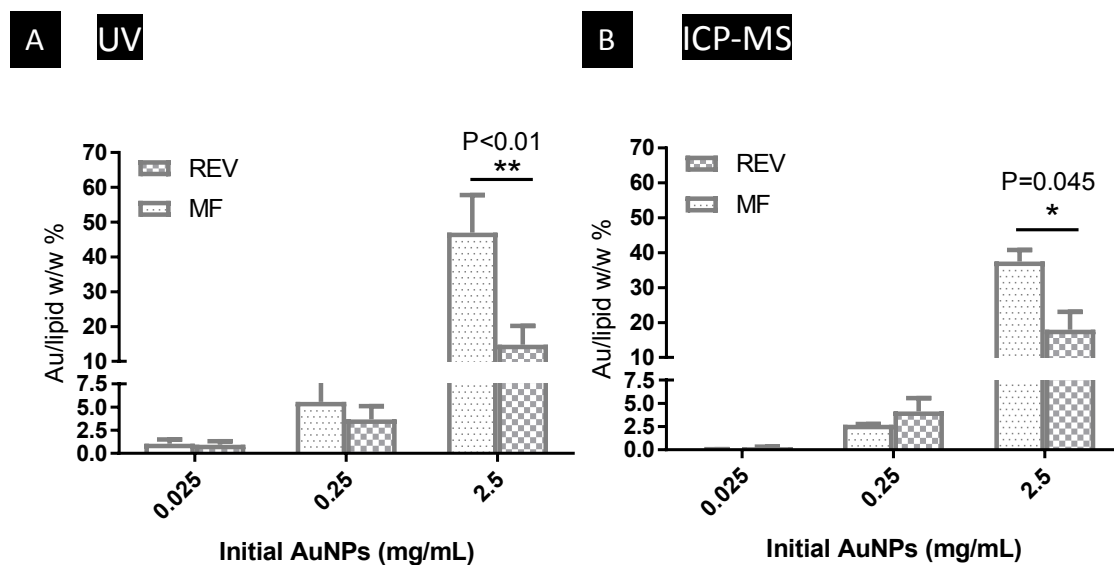 A UV
B ICP-MS
P<0.01
**
70
60
50
40
30
20
10
7.5
5.0
2.5
0.0
REV
MF
Au/lipid w/w %
0.025
0.25
2.5
Initial AuNPs (mg/mL)
P=0.045
*
70
60
50
40
30
20
10
7.5
5.0
2.5
0.0
REV
MF
Au/lipid w/w %
0.025
0.25
2.5
Initial AuNPs (mg/mL)